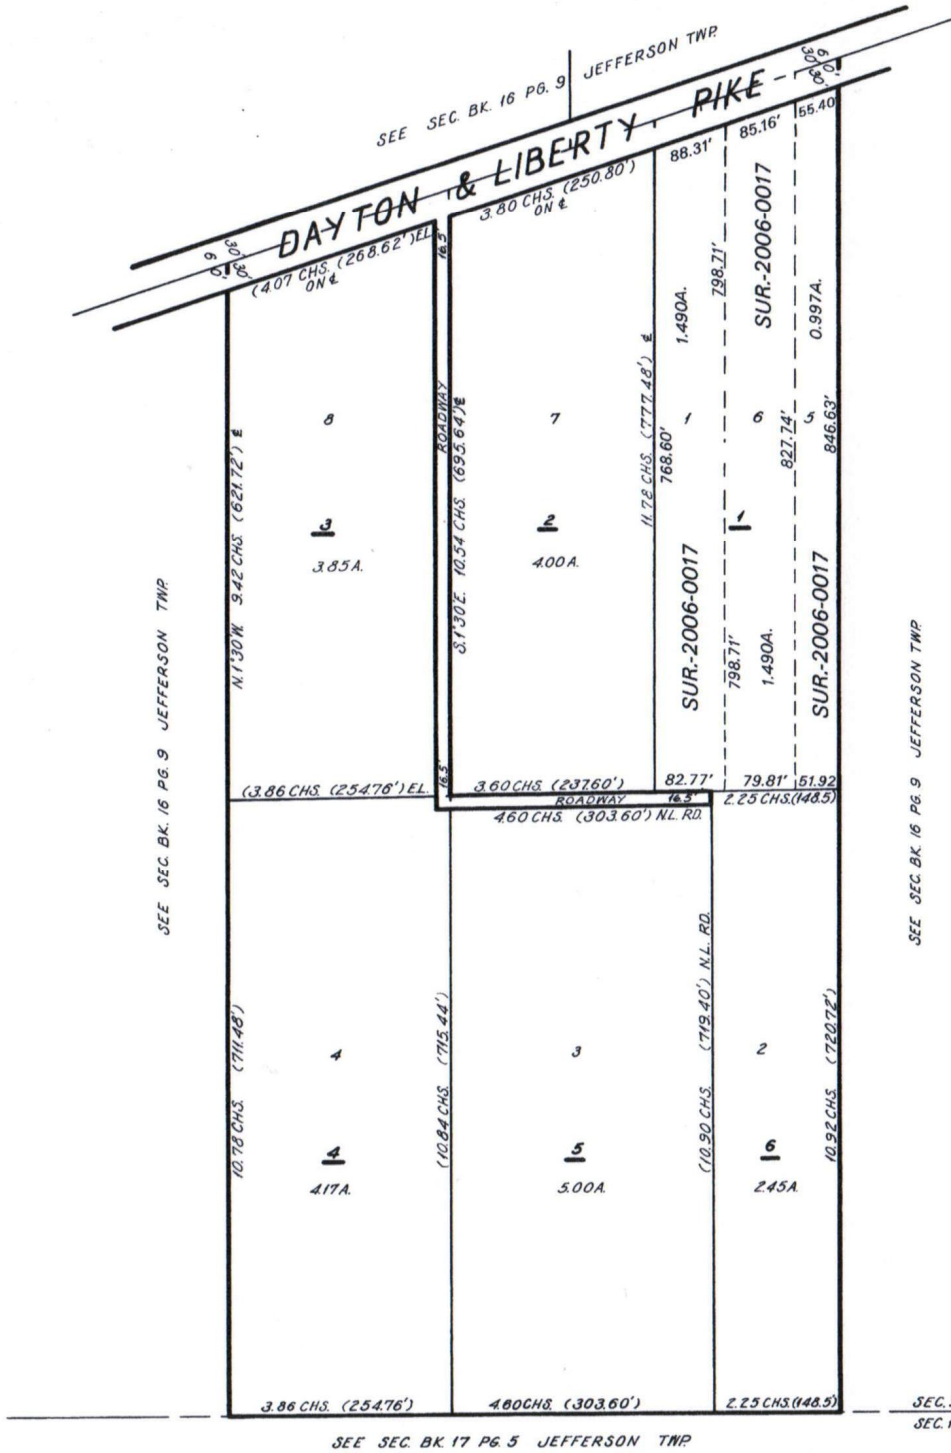 SEE SEC. BK. 16 PG. 9 JEFFERSON TWP.
DAYTON & LIBERTY PIKE
60'
30' 30'
60'
30' 30'
(4.07 CHS. (268.62') EL.
ON ℄
16.5'
3.80 CHS. (250.80')
ON ℄
88.31'
85.16'
55.40
N.1°30'W. 9.42 CHS. (621.72') ℄
8
3
3.85A.
ROADWAY
S.1°30'E. 10.54 CHS. (695.64') ℄
7
2
4.00A.
11.78 CHS. (777.48') ℄
768.60'
1.490A.
1
SUR.-2006-0017
798.71'
798.71'
SUR.-2006-0017
6
1
1.490A.
827.74'
0.997A.
5
846.63'
SUR.-2006-0017
(3.86 CHS. (254.76') EL.
16.5'
3.60 CHS. (237.60')
82.77'
79.81'
51.92
ROADWAY
16.5'
2.25 CHS. (148.5)
4.60 CHS. (303.60') N.L. RD.
SEE SEC. BK. 16 PG. 9 JEFFERSON TWP.
SEE SEC. BK. 16 PG. 9 JEFFERSON TWP.
10.78 CHS. (711.48')
4
4
4.17A.
(10.84 CHS. (715.44')
3
5
5.00A.
(10.90 CHS. (719.40') N.L. RD.
2
6
2.45A.
10.92 CHS. (720.72')
3.86 CHS. (254.76')
4.60CHS. (303.60')
2.25 CHS. (148.5)
SEC.
SEC.
SEE SEC. BK. 17 PG. 5 JEFFERSON TWP.